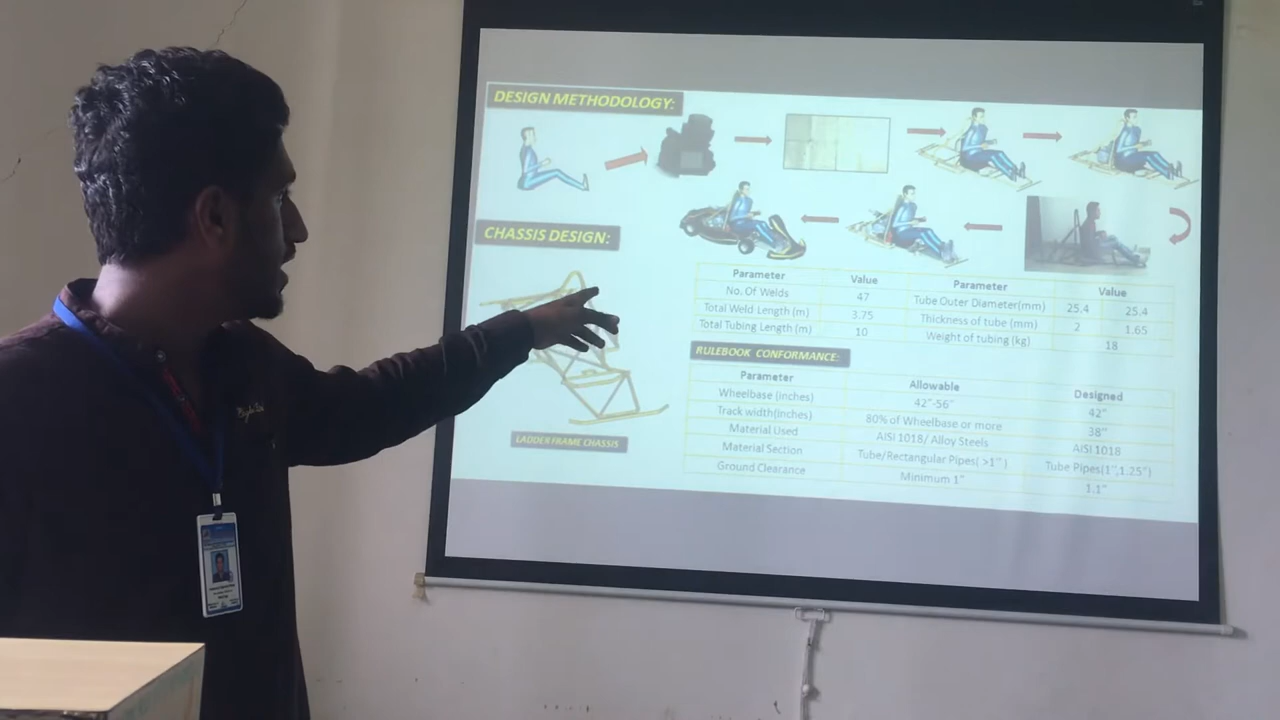 DESIGN METHODOLOGY:
CHASSIS DESIGN:
LADDER FRAME CHASSIS
Parameter Value Parameter Value
No. Of Welds 47 Tube Outer Diameter(mm) 25.4 25.4
Total Weld Length (m) 3.75 Thickness of tube (mm) 2 1.65
Total Tubing Length (m) 10 Weight of tubing (kg) 18
RULEBOOK CONFORMANCE:
Parameter Allowable Designed
Wheelbase (inches) 42"-56" 42"
Track width(inches) 80% of Wheelbase or more 38"
Material Used AISI 1018/ Alloy Steels AISI 1018
Material Section Tube/Rectangular Pipes( >1") Tube Pipes(1",1.25")
Ground Clearance Minimum 1" 1.1"